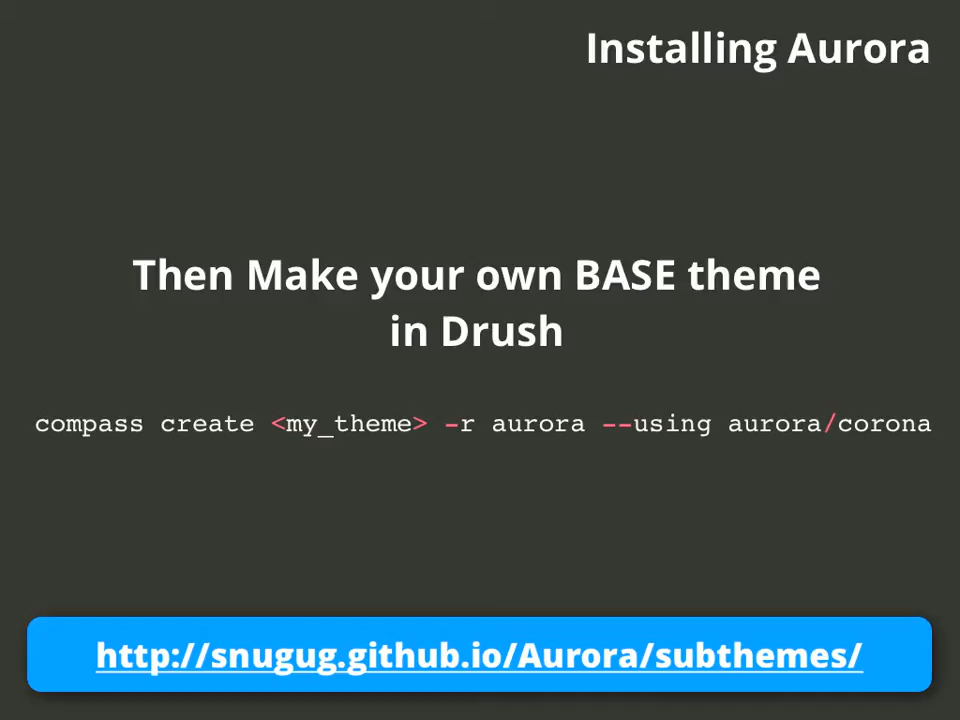 Installing Aurora
Then Make your own BASE theme
in Drush
compass create <my_theme> -r aurora --using aurora/corona
http://snugug.github.io/Aurora/subthemes/